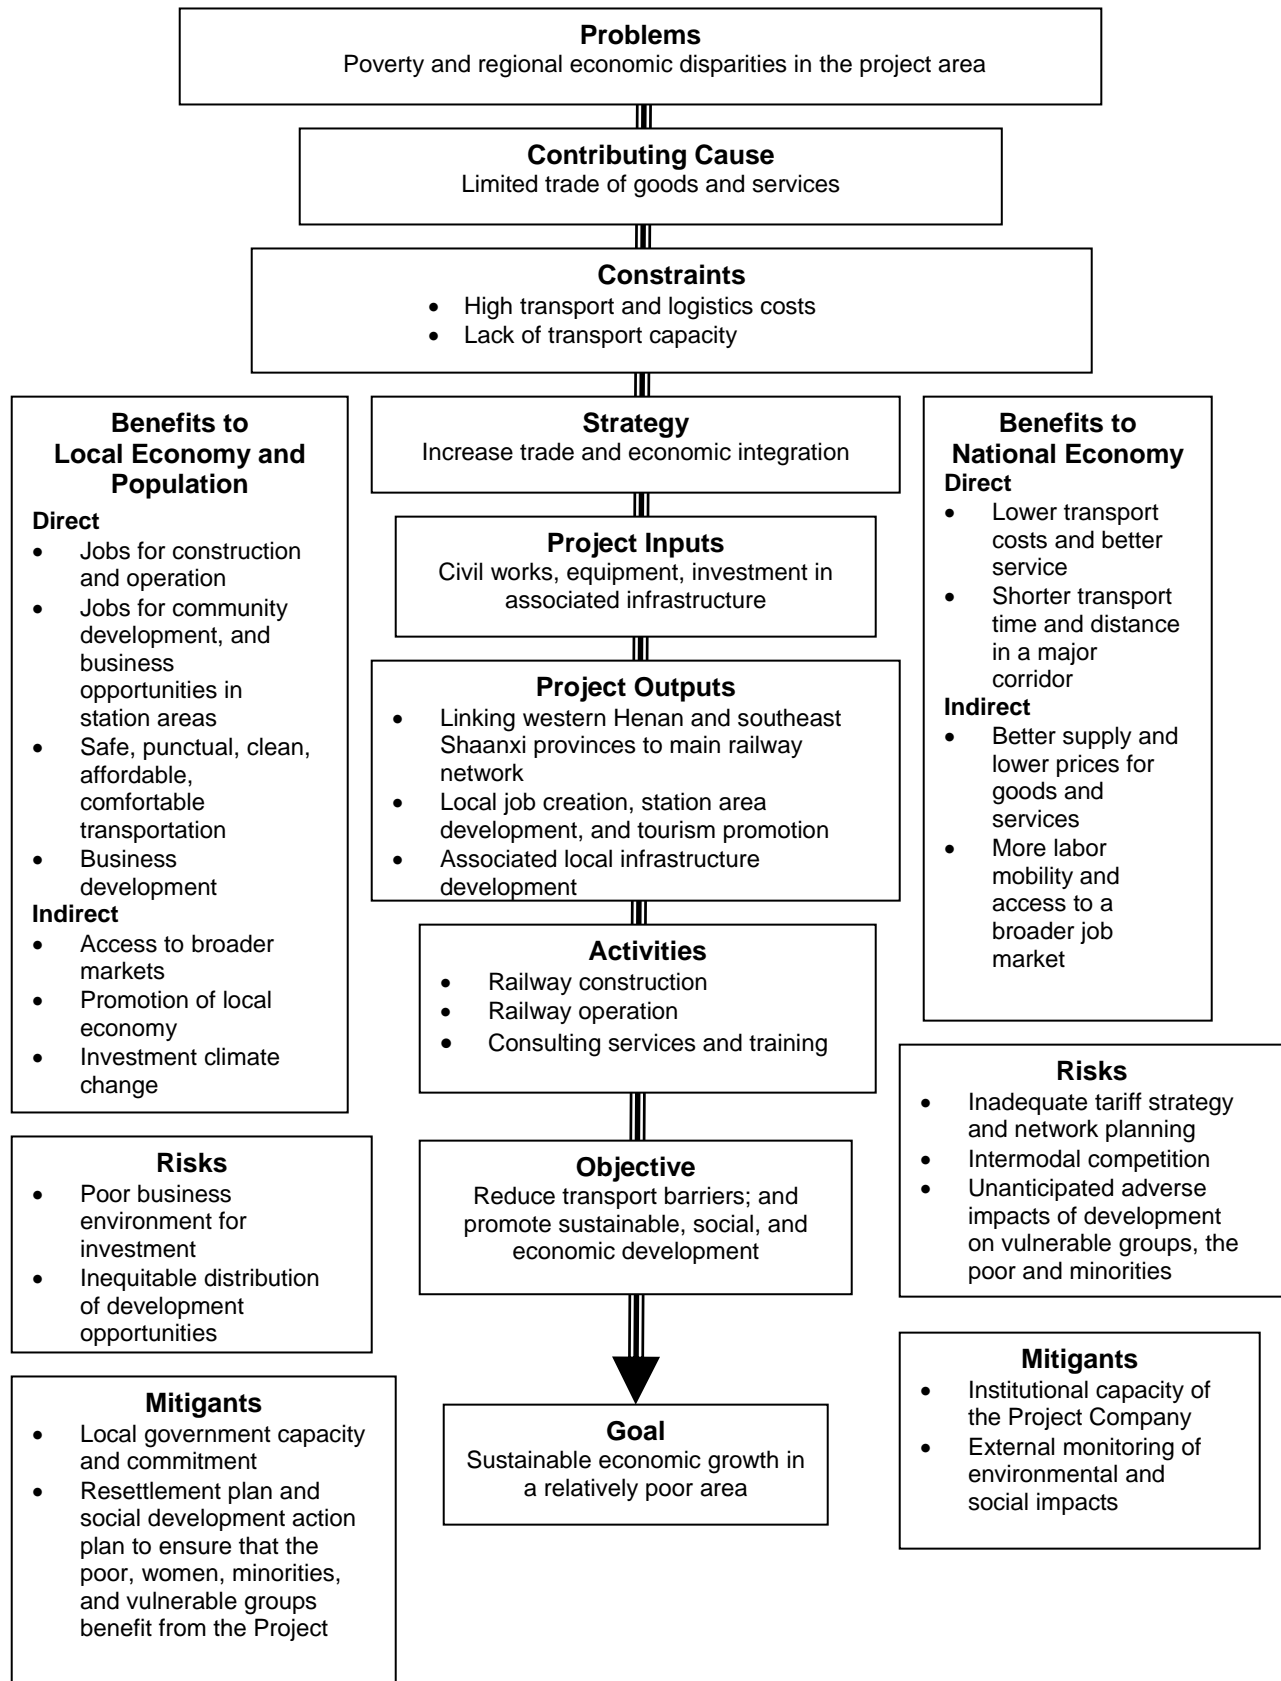 Problems
Poverty and regional economic disparities in the project area
Contributing Cause
Limited trade of goods and services
Constraints
• High transport and logistics costs
• Lack of transport capacity
Benefits to
Local Economy and
Population
Direct
• Jobs for construction
and operation
• Jobs for community
development, and
business
opportunities in
station areas
• Safe, punctual, clean,
affordable,
comfortable
transportation
• Business
development
Indirect
• Access to broader
markets
• Promotion of local
economy
• Investment climate
change
Risks
• Poor business
environment for
investment
• Inequitable distribution
of development
opportunities
Mitigants
• Local government capacity
and commitment
• Resettlement plan and
social development action
plan to ensure that the
poor, women, minorities,
and vulnerable groups
benefit from the Project
Strategy
Increase trade and economic integration
Project Inputs
Civil works, equipment, investment in
associated infrastructure
Project Outputs
• Linking western Henan and southeast
Shaanxi provinces to main railway
network
• Local job creation, station area
development, and tourism promotion
• Associated local infrastructure
development
Activities
• Railway construction
• Railway operation
• Consulting services and training
Objective
Reduce transport barriers; and
promote sustainable, social, and
economic development
Goal
Sustainable economic growth in
a relatively poor area
Benefits to
National Economy
Direct
• Lower transport
costs and better
service
• Shorter transport
time and distance
in a major
corridor
Indirect
• Better supply and
lower prices for
goods and
services
• More labor
mobility and
access to a
broader job
market
Risks
• Inadequate tariff strategy
and network planning
• Intermodal competition
• Unanticipated adverse
impacts of development
on vulnerable groups, the
poor and minorities
Mitigants
• Institutional capacity of
the Project Company
• External monitoring of
environmental and
social impacts